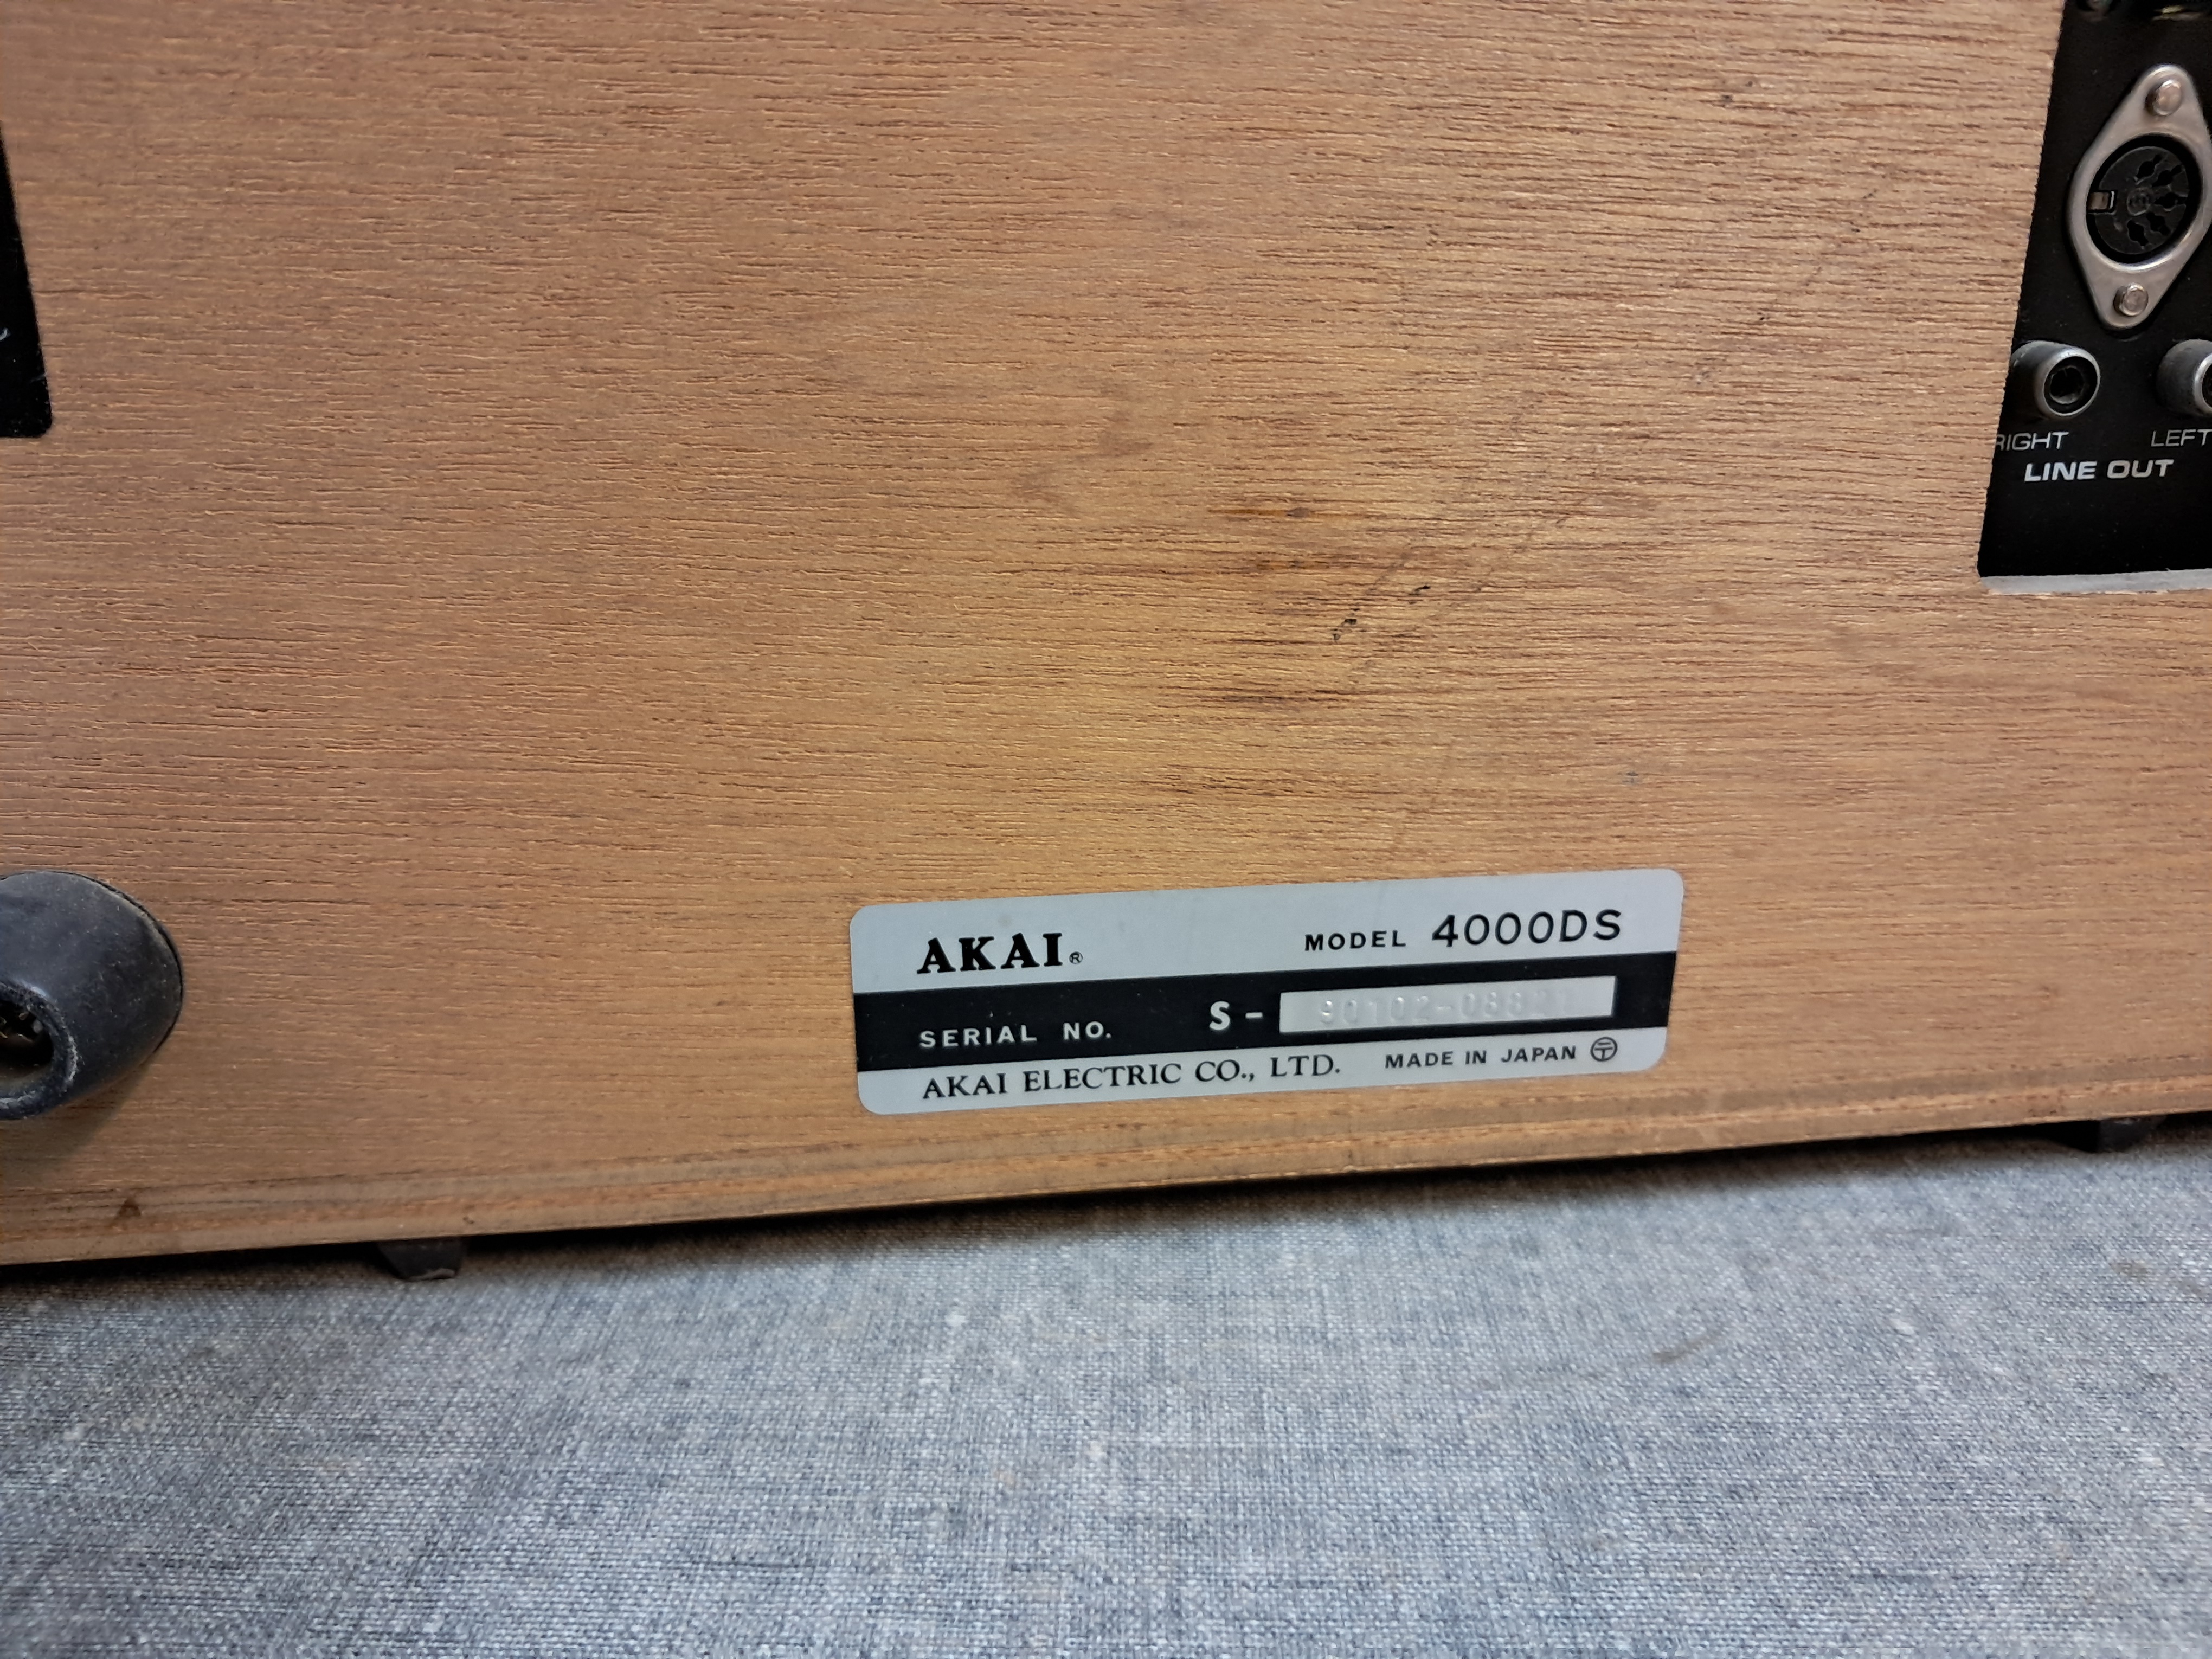 RIGHT LEFT
LINE OUT
AKAI® MODEL 4000DS
SERIAL NO. S-
AKAI ELECTRIC CO., LTD. MADE IN JAPAN